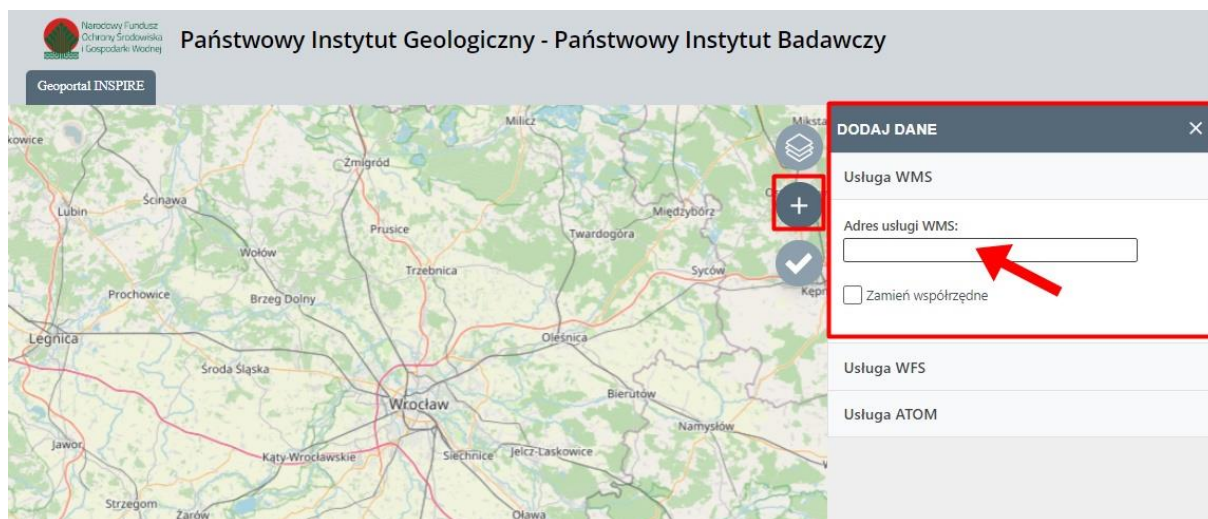 Narodowy Fundusz
Ochrony Środowiska
i Gospodarki Wodnej
Państwowy Instytut Geologiczny - Państwowy Instytut Badawczy
Geoportal INSPIRE
DODAJ DANE
Usługa WMS
Adres usługi WMS:
Zamień współrzędne
Usługa WFS
Usługa ATOM
Milicz
Miksta
kowice
Żmigród
Ścinawa
Lubin
Międzybórz
Prusice
Twardogóra
Wołów
Trzebnica
Syców
Kępn
Prochowice
Brzeg Dolny
Legnica
Oleśnica
Środa Śląska
Wrocław
Bierutów
Namysłów
Jawor
Kąty Wrocławskie
Siechnice
Jelcz-Laskowice
Strzegom
Żarów
Oława